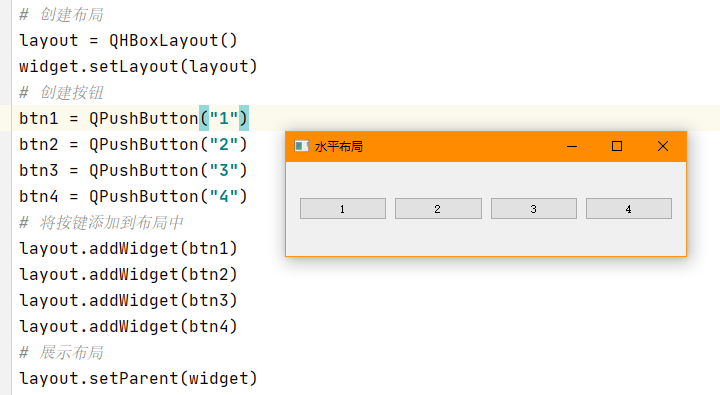 # 创建布局
layout = QHBoxLayout()
widget.setLayout(layout)
# 创建按钮
btn1 = QPushButton("1")
btn2 = QPushButton("2")
btn3 = QPushButton("3")
btn4 = QPushButton("4")
# 将按键添加到布局中
layout.addWidget(btn1)
layout.addWidget(btn2)
layout.addWidget(btn3)
layout.addWidget(btn4)
# 展示布局
layout.setParent(widget)
水平布局
1 2 3 4